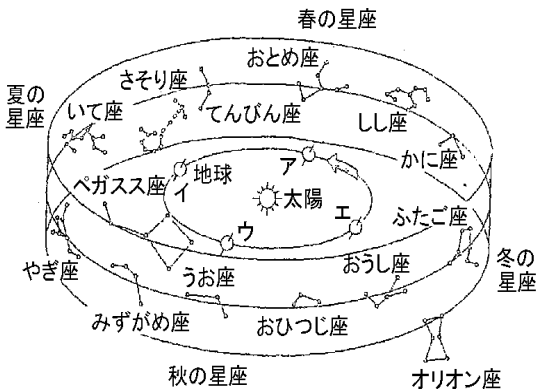 春の星座
おとめ座
さそり座
夏の
星座
いて座
てんびん座
しし座
かに座
ア
地球
ペガスス座
イ
太陽
エ
ふたご座
ウ
やぎ座
うお座
おうし座
冬の
星座
みずがめ座
おひつじ座
秋の星座
オリオン座